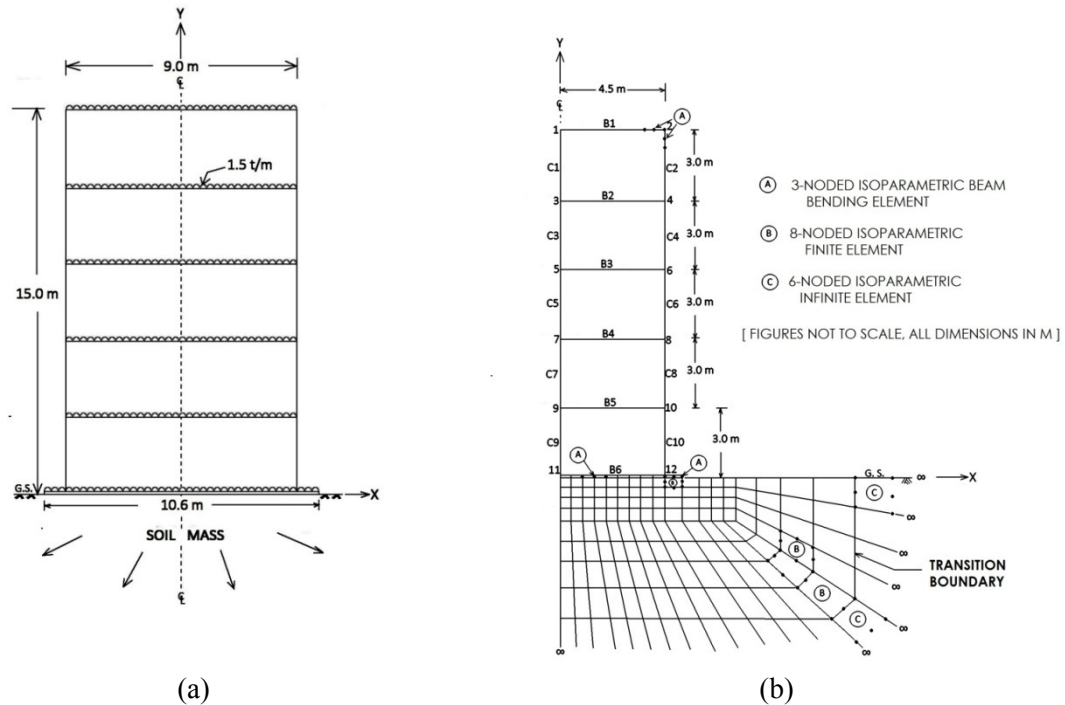 Y
9.0 m
℄
1.5 t/m
15.0 m
G.S.
X
10.6 m
SOIL MASS
℄
(a)
Y
4.5 m
℄
A
1
B1
2
C1
C2
3.0 m
3
B2
4
C3
C4
3.0 m
5
B3
6
C5
C6
3.0 m
7
B4
8
C7
C8
3.0 m
9
B5
10
C9
C10
3.0 m
A
A
11
B6
12
G.S.
∞
X
B
C
∞
∞
B
∞
TRANSITION
BOUNDARY
B
C
∞
∞
∞
A 3-NODED ISOPARAMETRIC BEAM
BENDING ELEMENT
B 8-NODED ISOPARAMETRIC
FINITE ELEMENT
C 6-NODED ISOPARAMETRIC
INFINITE ELEMENT
[ FIGURES NOT TO SCALE, ALL DIMENSIONS IN M ]
(b)